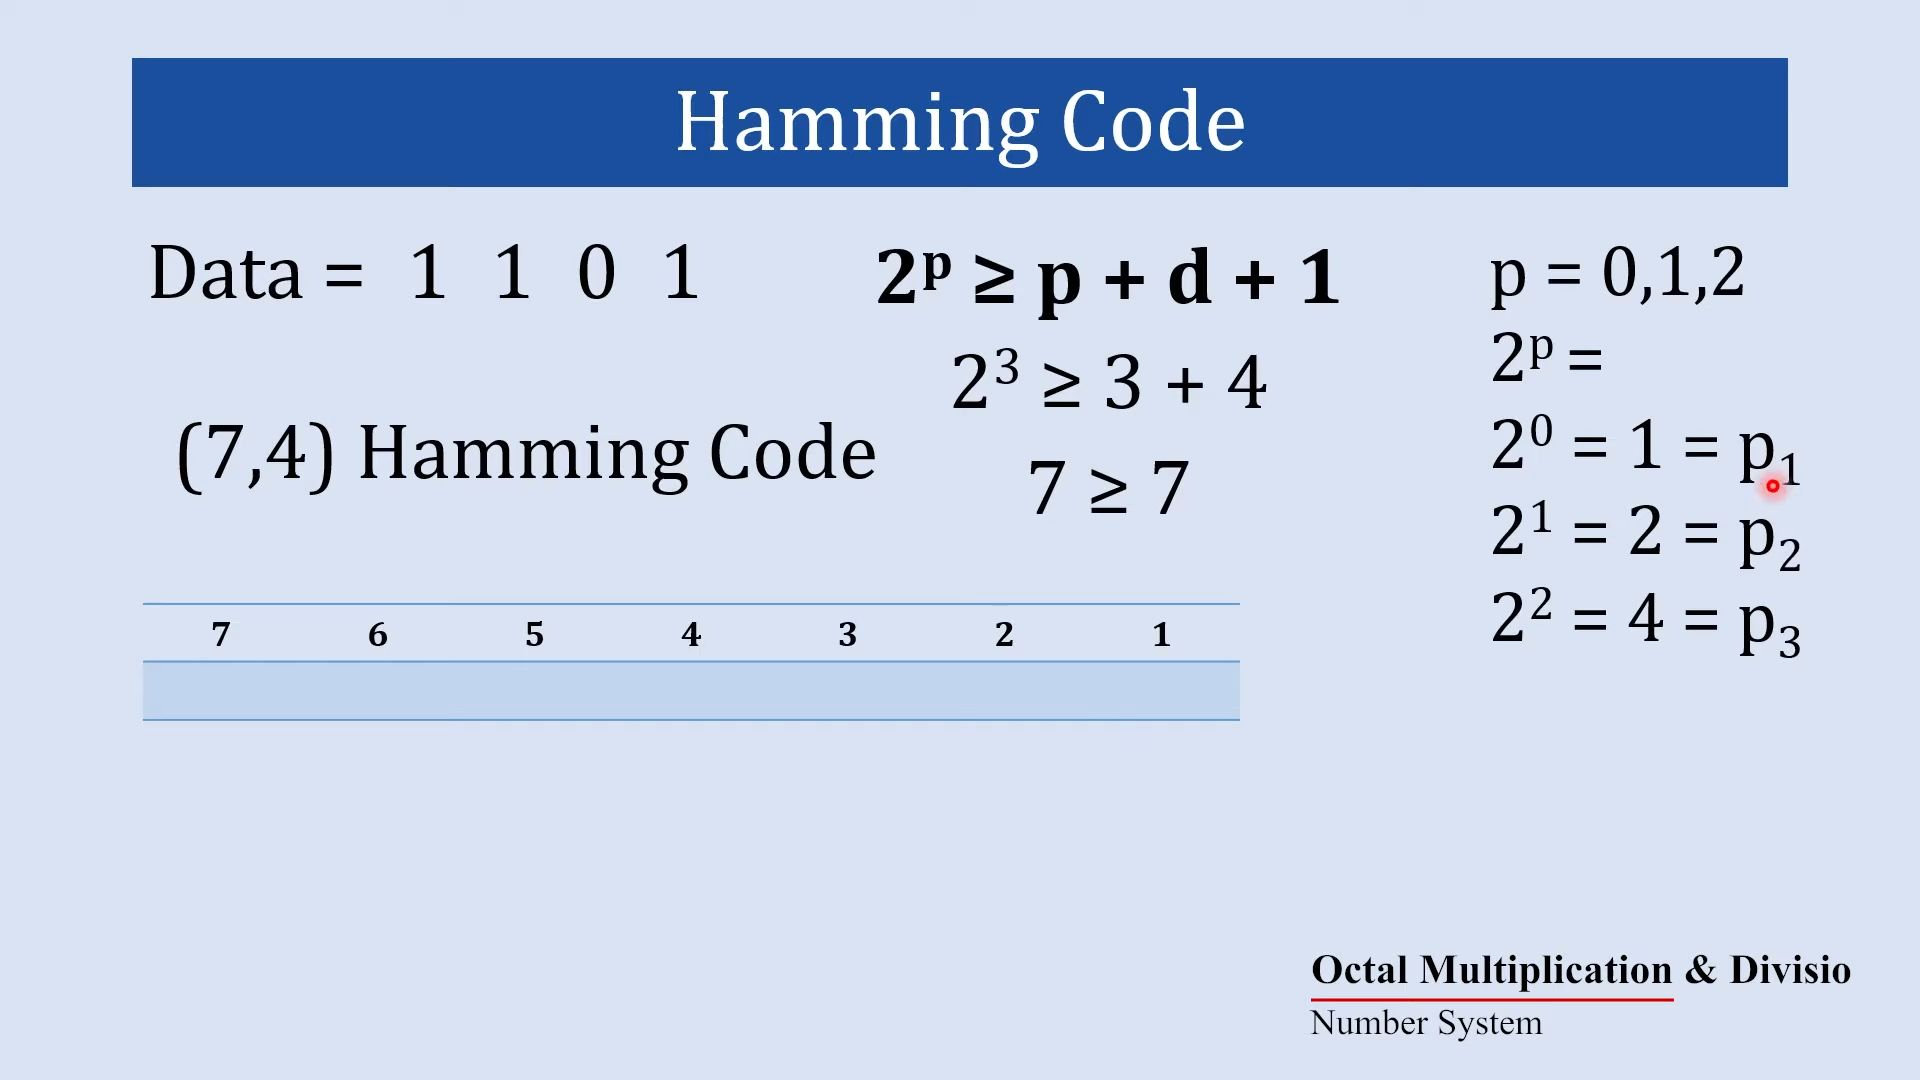 Hamming Code
Data = 1 1 0 1
2ᵖ ≥ p + d + 1
2³ ≥ 3 + 4
7 ≥ 7
(7,4) Hamming Code
p = 0,1,2
2ᵖ =
2⁰ = 1 = p₁
2¹ = 2 = p₂
2² = 4 = p₃
7 6 5 4 3 2 1
Octal Multiplication & Divisio
Number System